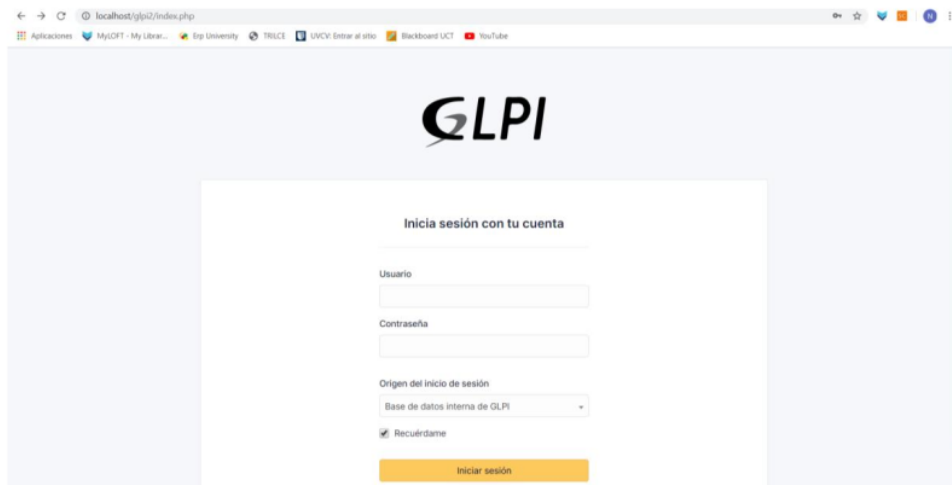 localhost/glpi2/index.php
Aplicaciones MyLOFT - My Librar... Erp University TRILCE UVCV: Entrar al sitio Blackboard UCT YouTube
GLPI
Inicia sesión con tu cuenta
Usuario
Contraseña
Origen del inicio de sesión
Base de datos interna de GLPI
Recuérdame
Iniciar sesión